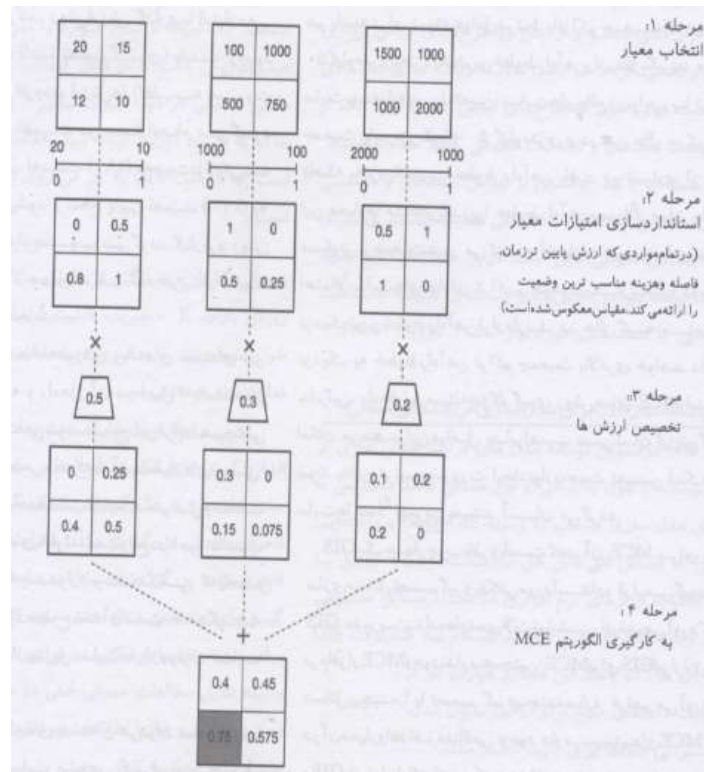 مرحله ۱:
انتخاب معیار
20 15 100 1000 1500 1000
12 10 500 750 1000 2000
20 10 1000 100 2000 1000
0 1 0 1 0 1
مرحله ۲:
استانداردسازی امتیازات معیار
(در تمام مواردی که ارزش پایین تر زمان،
فاصله و هزینه مناسب ترین وضعیت
را ارائه می کند، مقیاس معکوس شده است)
0 0.5 1 0 0.5 1
0.8 1 0.5 0.25 1 0
× × ×
مرحله ۳:
تخصیص ارزش ها
0.5 0.3 0.2
0 0.25 0.3 0 0.1 0.2
0.4 0.5 0.15 0.075 0.2 0
مرحله ۴:
به کارگیری الگوریتم MCE
+
0.4 0.45
0.75 0.575